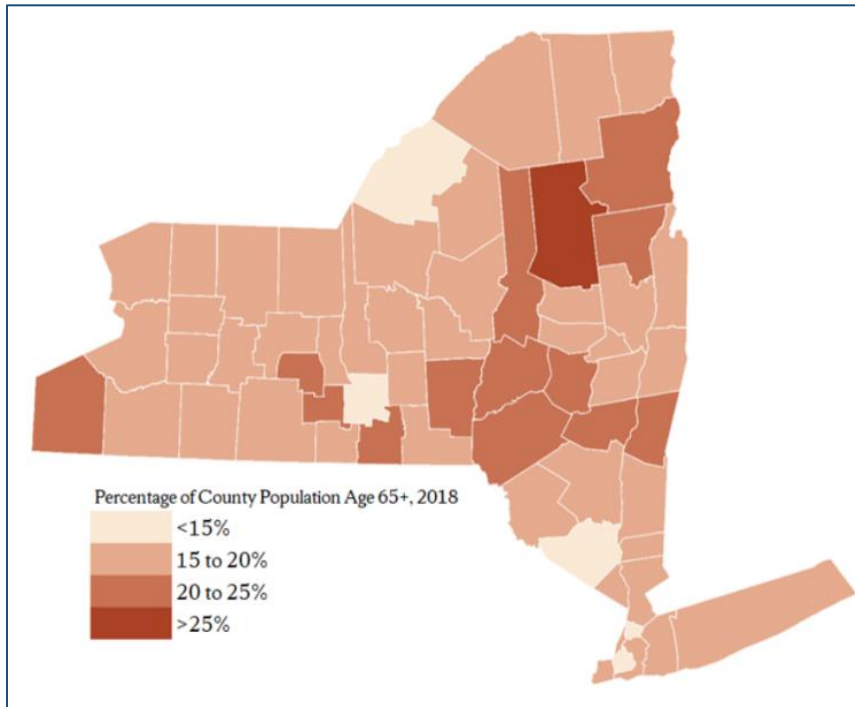 Percentage of County Population Age 65+, 2018
<15%
15 to 20%
20 to 25%
>25%